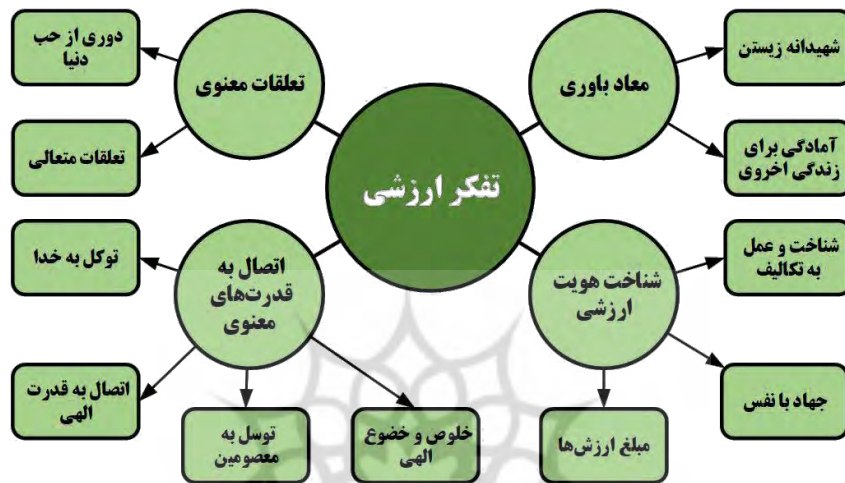 تفکر ارزشی
معاد باوری
شهیدانه زیستن
آمادگی برای
زندگی اخروی
تعلقات معنوی
دوری از حب
دنیا
تعلقات متعالی
شناخت هویت
ارزشی
شناخت و عمل
به تکالیف
جهاد با نفس
مبلغ ارزش‌ها
اتصال به
قدرت‌های
معنوی
توکل به خدا
اتصال به قدرت
الهی
توسل به
معصومین
خلوص و خضوع
الهی